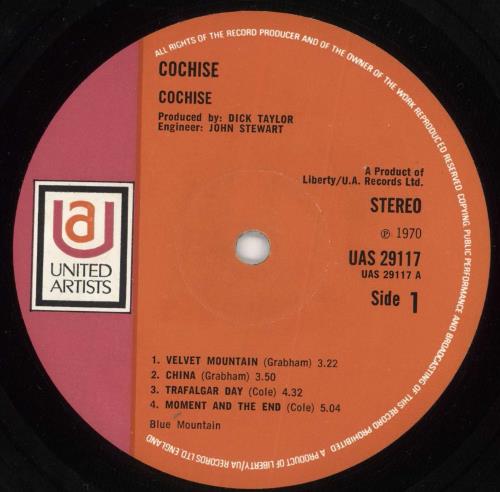 ALL RIGHTS OF THE RECORD PRODUCER AND OF THE OWNER OF THE WORK REPRODUCED RESERVED COPYING PUBLIC PERFORMANCE AND BROADCASTING OF THIS RECORD PROHIBITED
COCHISE
COCHISE
Produced by: DICK TAYLOR
Engineer: JOHN STEWART
A Product of
Liberty/U.A. Records Ltd.
STEREO
℗ 1970
UAS 29117
UAS 29117 A
Side 1
ua
UNITED
ARTISTS
1. VELVET MOUNTAIN (Grabham) 3.22
2. CHINA (Grabham) 3.50
3. TRAFALGAR DAY (Cole) 4.32
4. MOMENT AND THE END (Cole) 5.04
Blue Mountain
A PRODUCT OF LIBERTY/UA RECORDS LTD. ENGLAND